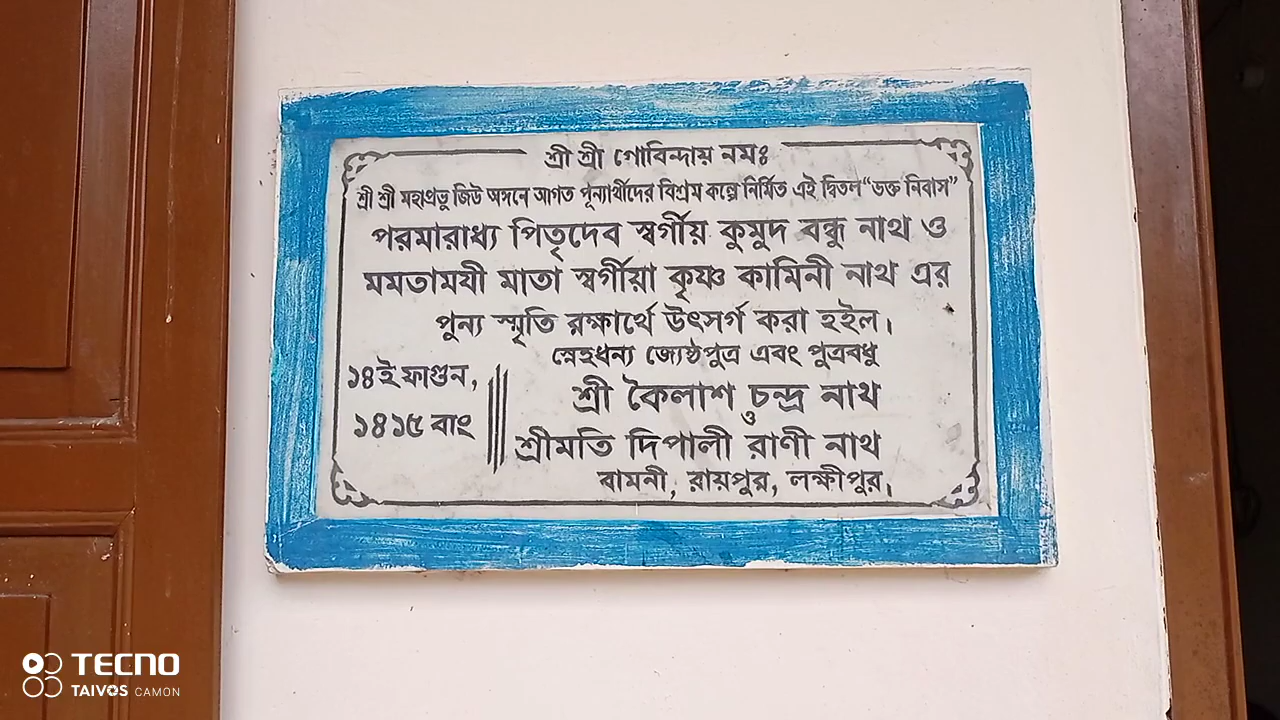 শ্রী শ্রী গোবিন্দায় নমঃ
শ্রী শ্রী মহাপ্রভু জিউ অঙ্গনে আগত পূন্যার্থীদের বিশ্রম কল্পে নির্মিত এই দ্বিতল "ভক্ত নিবাস"
পরমারাধ্য পিতৃদেব স্বর্গীয় কুমুদ বন্ধু নাথ ও
মমতাময়ী মাতা স্বর্গীয়া কৃষ্ণ কামিনী নাথ এর
পুন্য স্মৃতি রক্ষার্থে উৎসর্গ করা হইল।
স্নেহধন্য জ্যেষ্ঠপুত্র এবং পুত্রবধু
১৪ই ফাগুন,
১৪১৫ বাং
শ্রী কৈলাশ চন্দ্র নাথ
ও
শ্রীমতি দিপালী রাণী নাথ
বামনী, রায়পুর, লক্ষীপুর।
TECNO
TAIVOS CAMON